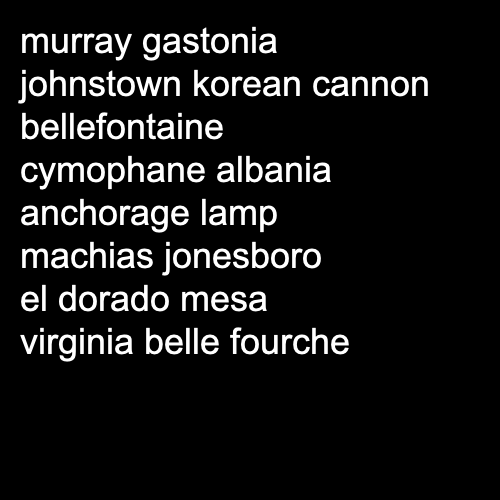 murray gastonia
johnstown korean cannon
bellefontaine
cymophane albania
anchorage lamp
machias jonesboro
el dorado mesa
virginia belle fourche